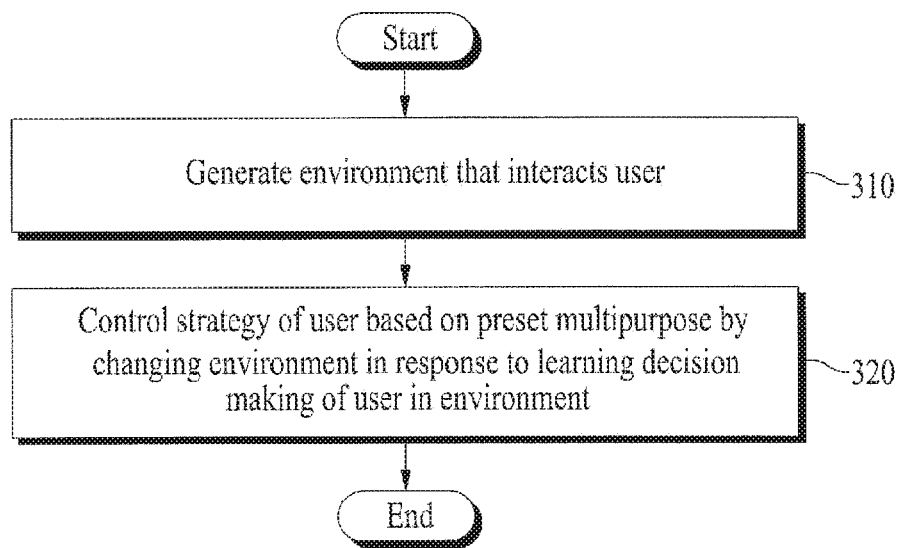 Start
Generate environment that interacts user
310
Control strategy of user based on preset multipurpose by
changing environment in response to learning decision
making of user in environment
320
End